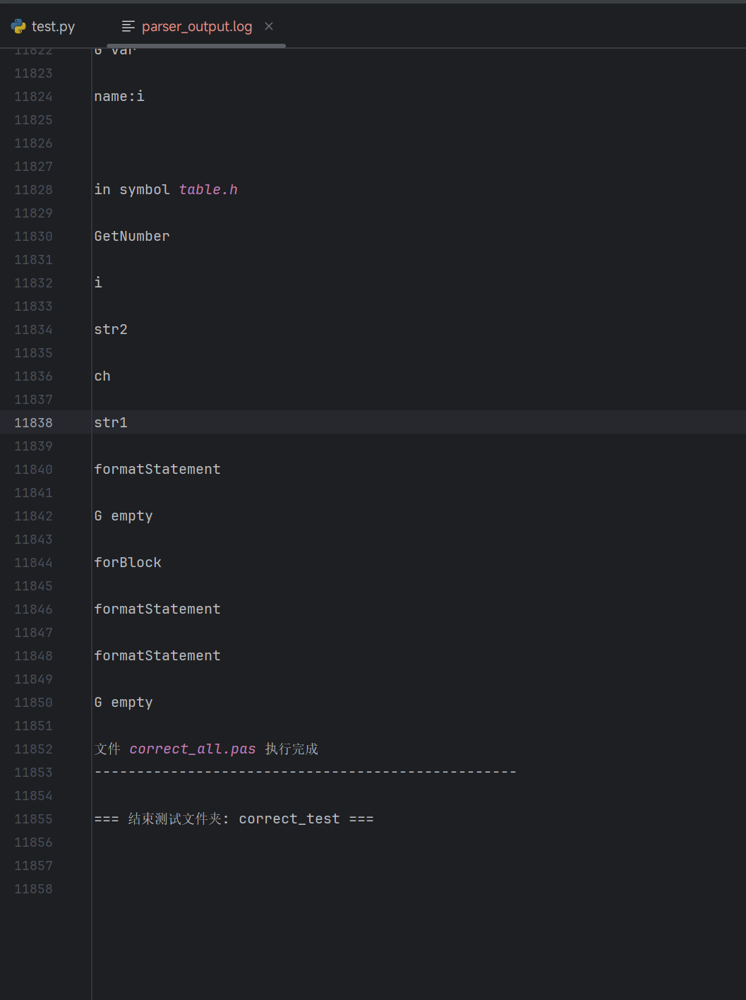 test.py parser_output.log
11822 G var
11823
11824 name:i
11825
11826
11827
11828 in symbol table.h
11829
11830 GetNumber
11831
11832 i
11833
11834 str2
11835
11836 ch
11837
11838 str1
11839
11840 formatStatement
11841
11842 G empty
11843
11844 forBlock
11845
11846 formatStatement
11847
11848 formatStatement
11849
11850 G empty
11851
11852 文件 correct_all.pas 执行完成
11853 --------------------------------------------------
11854
11855 === 结束测试文件夹: correct_test ===
11856
11857
11858